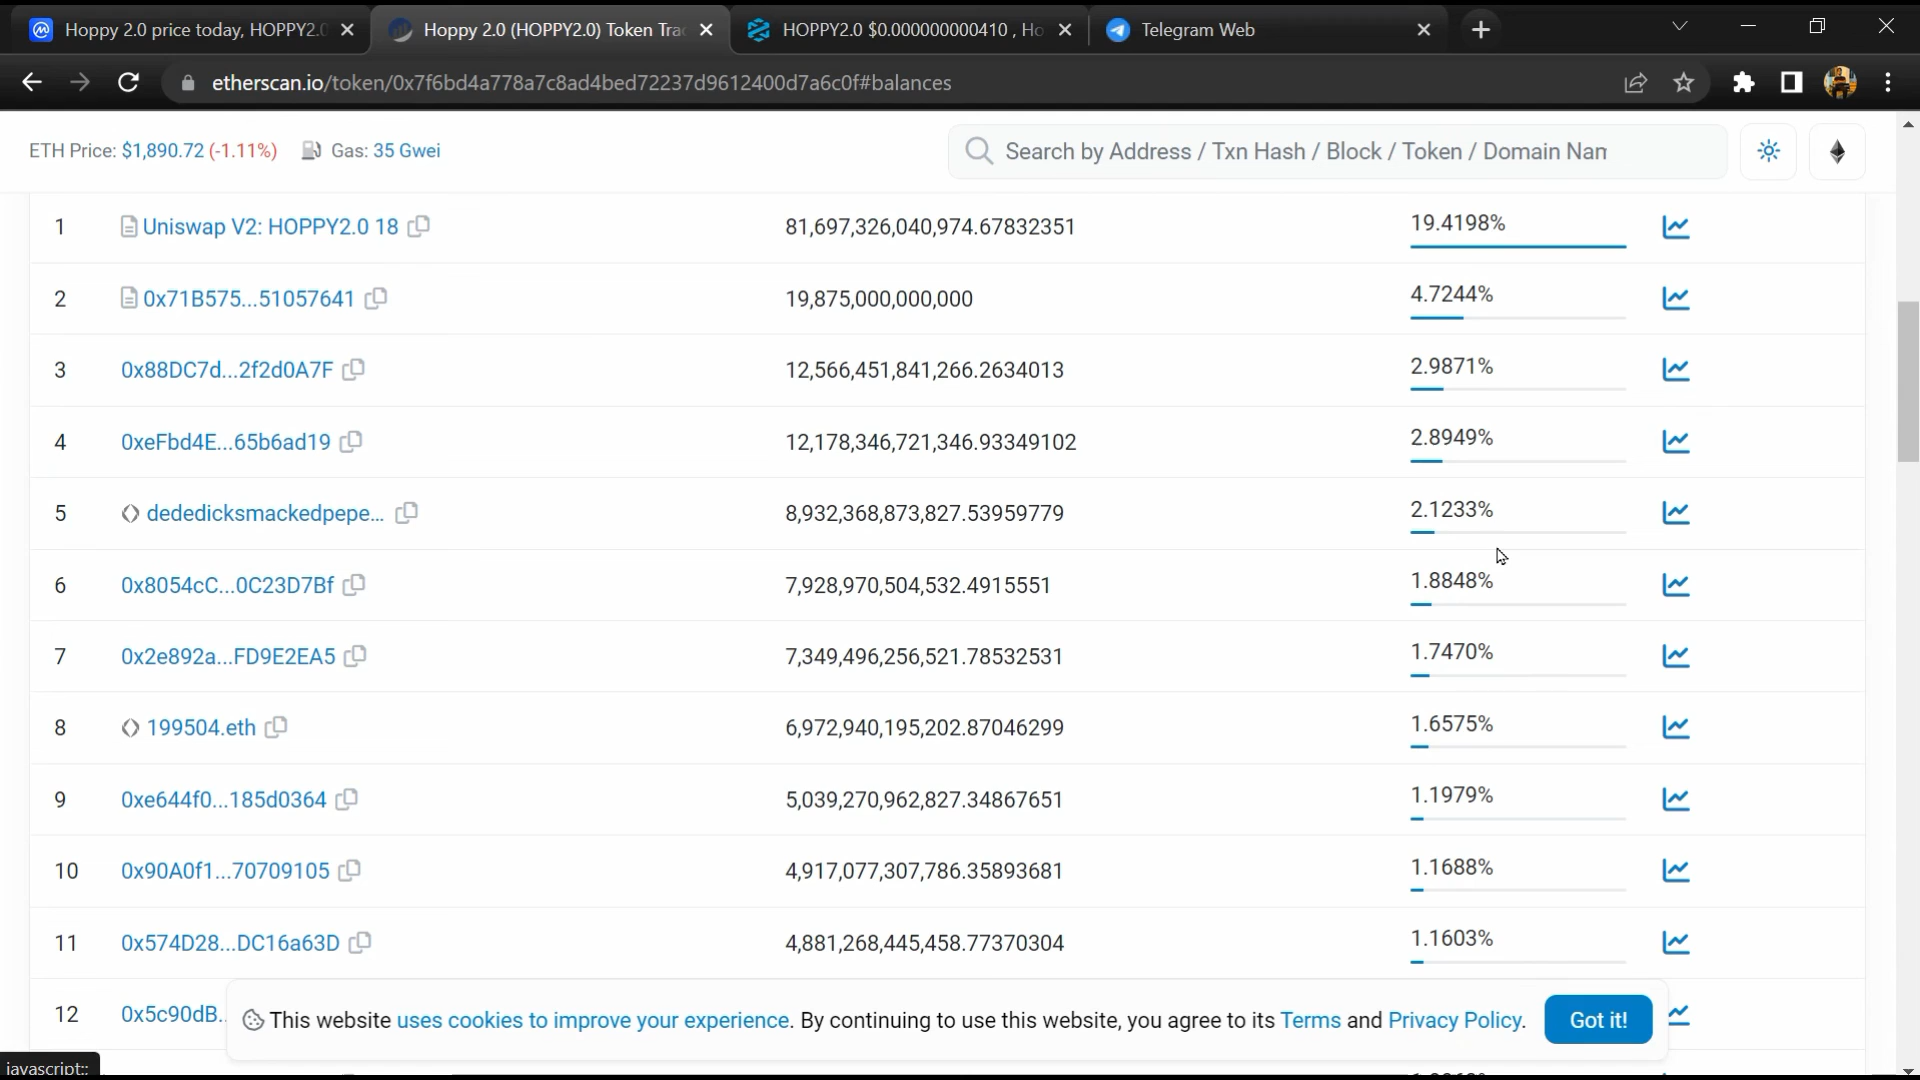 Hoppy 2.0 price today, HOPPY2.0
Hoppy 2.0 (HOPPY2.0) Token Trac
HOPPY2.0 $0.000000000410 , Ho
Telegram Web
etherscan.io/token/0x7f6bd4a778a7c8ad4bed72237d9612400d7a6c0f#balances
ETH Price: $1,890.72 (-1.11%) Gas: 35 Gwei
Search by Address / Txn Hash / Block / Token / Domain Nam
1 Uniswap V2: HOPPY2.0 18 81,697,326,040,974.67832351 19.4198%
2 0x71B575...51057641 19,875,000,000,000 4.7244%
3 0x88DC7d...2f2d0A7F 12,566,451,841,266.2634013 2.9871%
4 0xeFbd4E...65b6ad19 12,178,346,721,346.93349102 2.8949%
5 dededicksmackedpepe... 8,932,368,873,827.53959779 2.1233%
6 0x8054cC...0C23D7Bf 7,928,970,504,532.4915551 1.8848%
7 0x2e892a...FD9E2EA5 7,349,496,256,521.78532531 1.7470%
8 199504.eth 6,972,940,195,202.87046299 1.6575%
9 0xe644f0...185d0364 5,039,270,962,827.34867651 1.1979%
10 0x90A0f1...70709105 4,917,077,307,786.35893681 1.1688%
11 0x574D28...DC16a63D 4,881,268,445,458.77370304 1.1603%
12 0x5c90dB..
This website uses cookies to improve your experience. By continuing to use this website, you agree to its Terms and Privacy Policy. Got it!
javascript:;